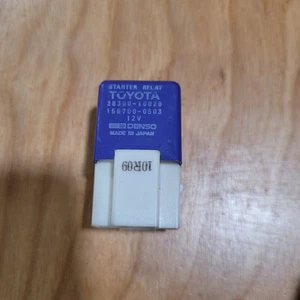 STARTER RELAY
TOYOTA
28300-10020
156700-0503
12V
DENSO
MADE IN JAPAN
10R09